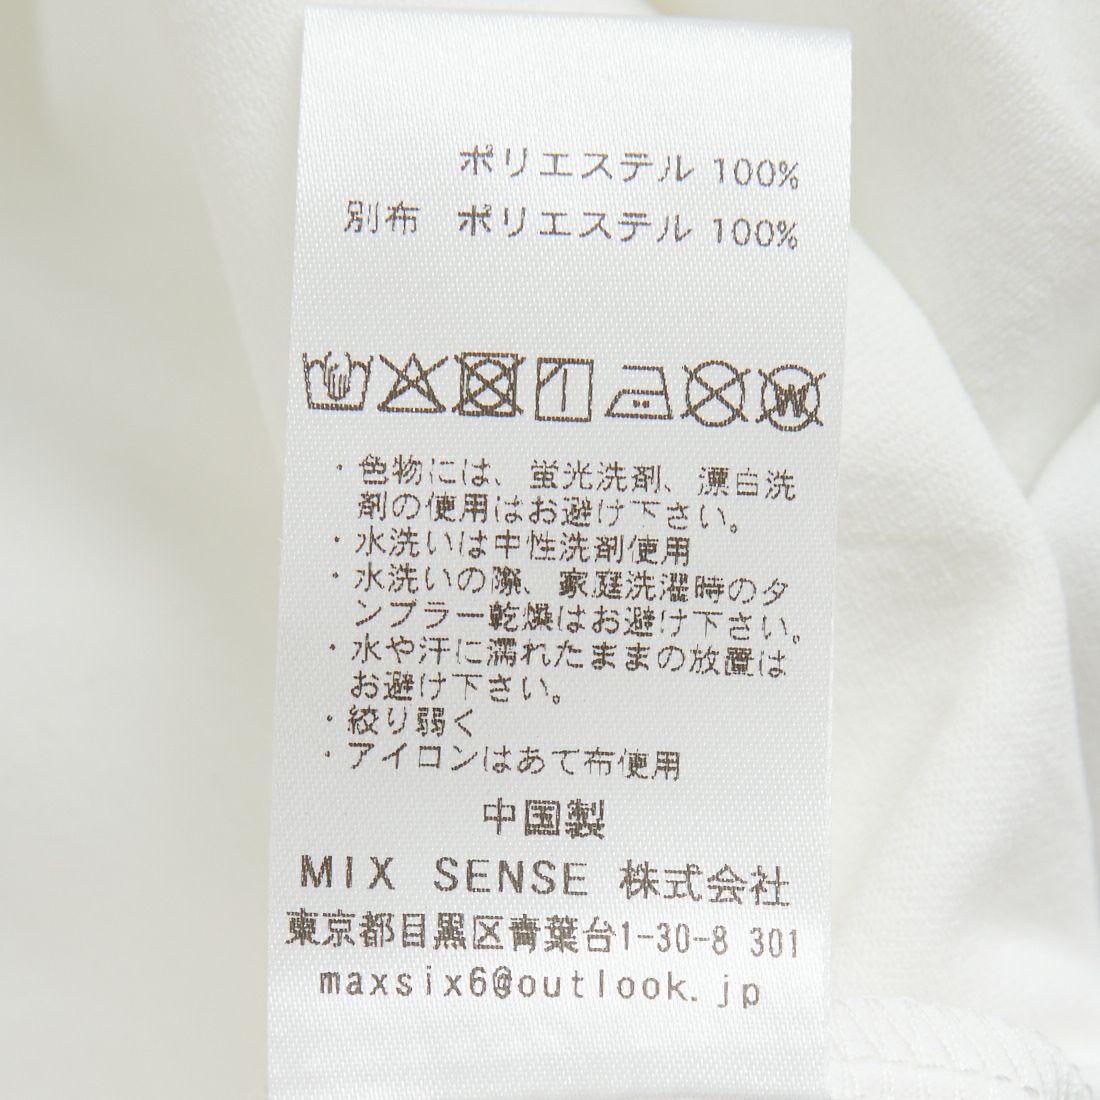 ポリエステル 100%
別布 ポリエステル 100%
・色物には、蛍光洗剤、漂白洗
剤の使用はお避け下さい。
・水洗いは中性洗剤使用
・水洗いの際、家庭洗濯時のタ
ンブラー乾燥はお避け下さい。
・水や汗に濡れたままの放置は
お避け下さい。
・絞り弱く
・アイロンはあて布使用
中国製
MIX SENSE 株式会社
東京都目黒区青葉台1-30-8 301
maxsix6@outlook.jp